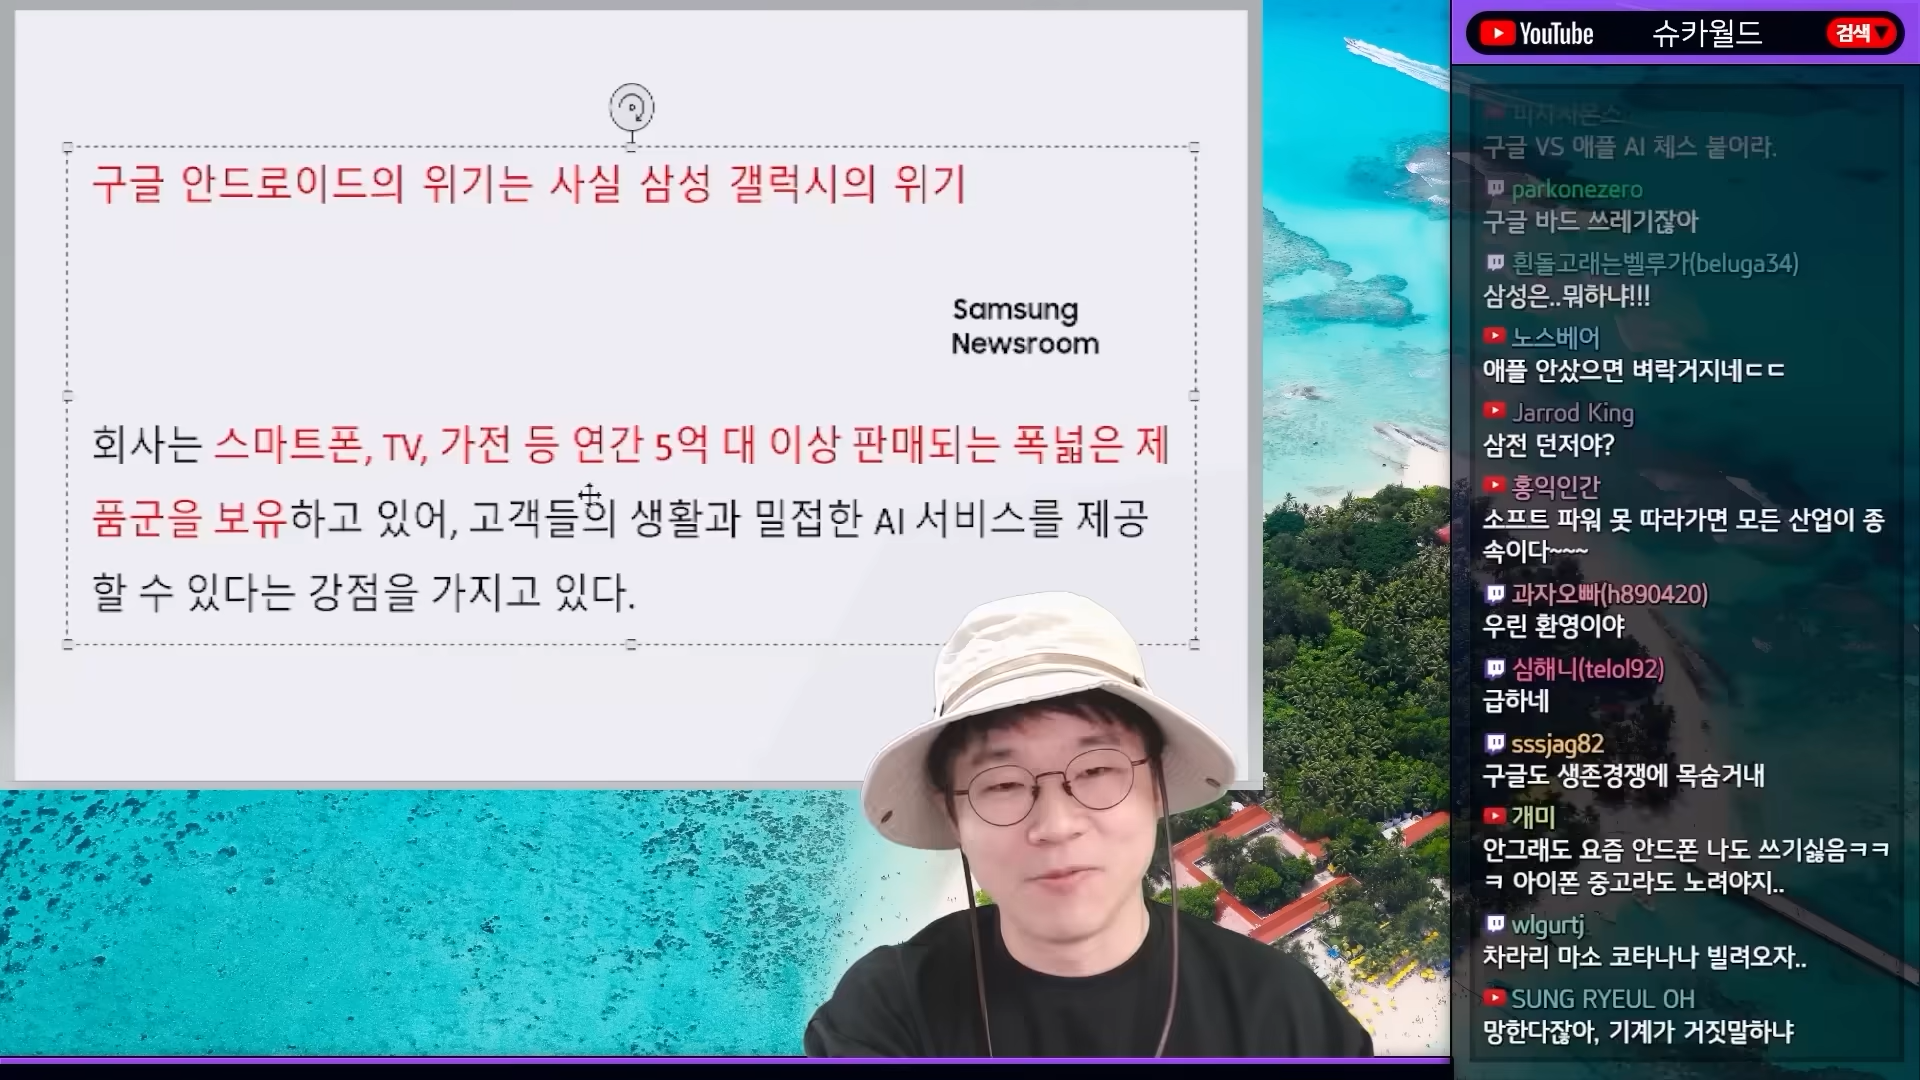 구글 안드로이드의 위기는 사실 삼성 갤럭시의 위기
Samsung
Newsroom
회사는 스마트폰, TV, 가전 등 연간 5억 대 이상 판매되는 폭넓은 제
품군을 보유하고 있어, 고객들의 생활과 밀접한 AI 서비스를 제공
할 수 있다는 강점을 가지고 있다.
YouTube 슈카월드 검색
구글 VS 애플 AI 체스 붙어라.
parkonezero
구글 바드 쓰레기잖아
흰돌고래는벨루가(beluga34)
삼성은..뭐하냐!!!
노스베어
애플 안샀으면 벼락거지네ㄷㄷ
Jarrod King
삼전 던저야?
홍익인간
소프트 파워 못 따라가면 모든 산업이 종
속이다~~~
과자오빠(h890420)
우린 환영이야
심해니(telol92)
급하네
sssjag82
구글도 생존경쟁에 목숨거내
개미
안그래도 요즘 안드폰 나도 쓰기싫음ㅋㅋ
ㅋ 아이폰 중고라도 노려야지..
wlgurtj
차라리 마소 코타나나 빌려오자..
SUNG RYEUL OH
망한다잖아, 기계가 거짓말하냐